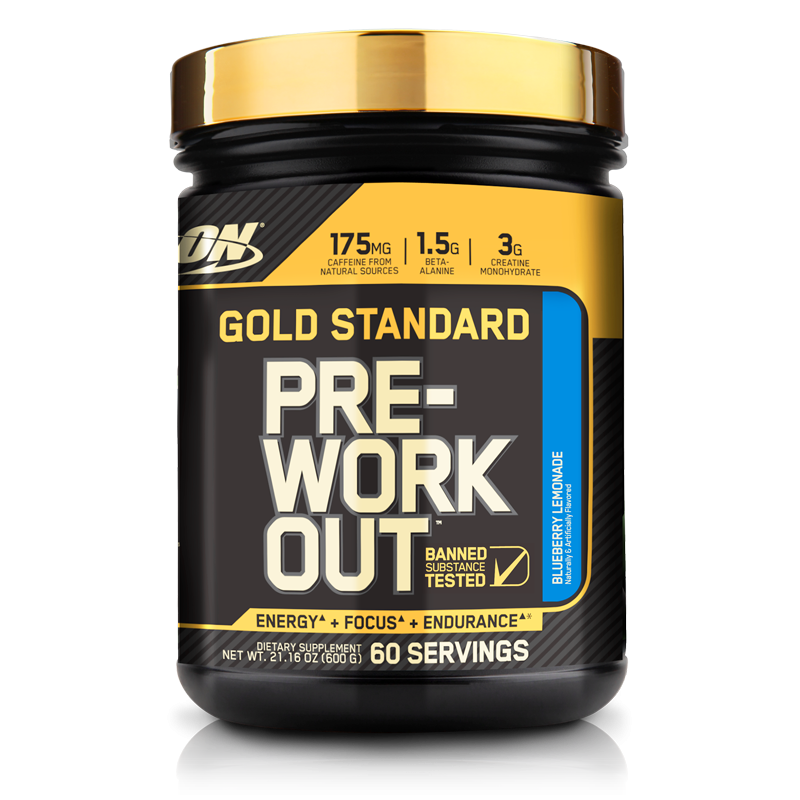 ON
175MG
CAFFEINE FROM
NATURAL SOURCES
1.5G
BETA-
ALANINE
3G
CREATINE
MONOHYDRATE
GOLD STANDARD
PRE-
WORK
OUT™
BANNED
SUBSTANCE
TESTED
BLUEBERRY LEMONADE
Naturally & Artificially Flavored
ENERGY▲ + FOCUS▲ + ENDURANCE▲*
DIETARY SUPPLEMENT
NET WT. 21.16 OZ (600 G) 60 SERVINGS